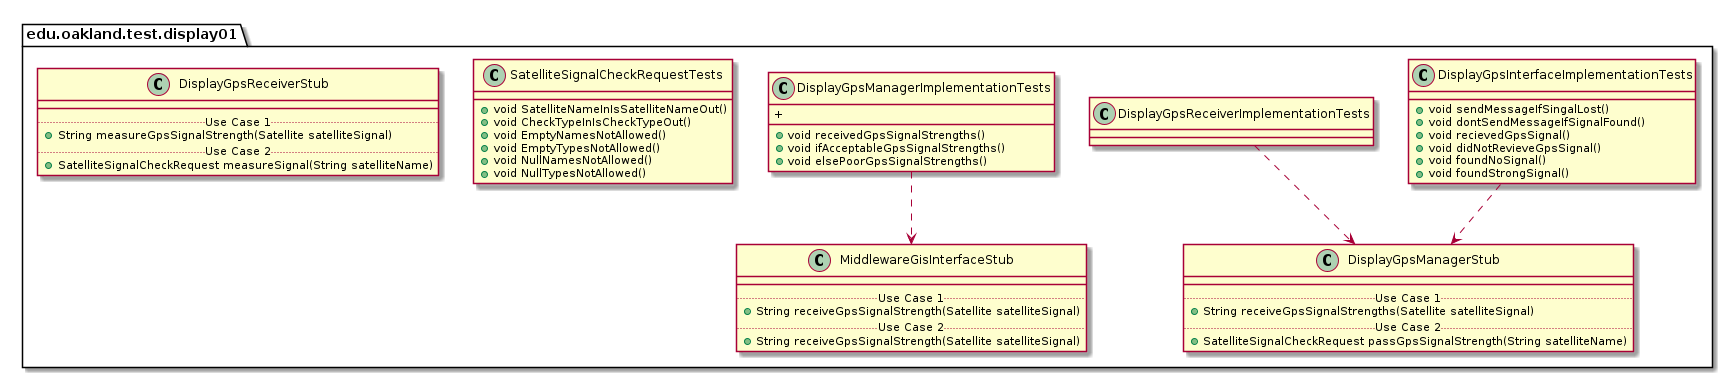 edu.oakland.test.display01
C DisplayGpsReceiverStub
Use Case 1
String measureGpsSignalStrength(Satellite satelliteSignal)
Use Case 2
SatelliteSignalCheckRequest measureSignal(String satelliteName)
C SatelliteSignalCheckRequestTests
void SatelliteNameInIsSatelliteNameOut()
void CheckTypeInIsCheckTypeOut()
void EmptyNamesNotAllowed()
void EmptyTypesNotAllowed()
void NullNamesNotAllowed()
void NullTypesNotAllowed()
C DisplayGpsManagerImplementationTests
+
void receivedGpsSignalStrengths()
void ifAcceptableGpsSignalStrengths()
void elsePoorGpsSignalStrengths()
C DisplayGpsReceiverImplementationTests
C DisplayGpsInterfaceImplementationTests
void sendMessageIfSingalLost()
void dontSendMessageIfSignalFound()
void recievedGpsSignal()
void didNotRevieveGpsSignal()
void foundNoSignal()
void foundStrongSignal()
C MiddlewareGisInterfaceStub
Use Case 1
String receiveGpsSignalStrength(Satellite satelliteSignal)
Use Case 2
String receiveGpsSignalStrength(Satellite satelliteSignal)
C DisplayGpsManagerStub
Use Case 1
String receiveGpsSignalStrengths(Satellite satelliteSignal)
Use Case 2
SatelliteSignalCheckRequest passGpsSignalStrength(String satelliteName)